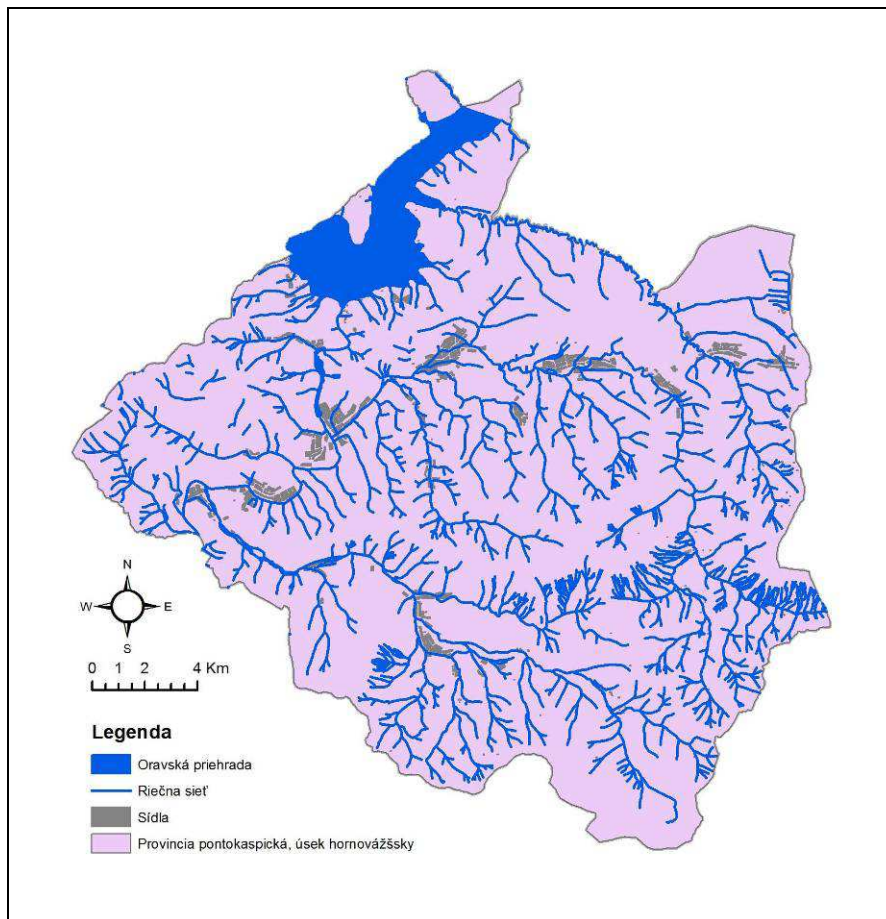 N
W E
S
0 1 2 4 Km
Legenda
Oravská priehrada
Riečna sieť
Sídla
Provincia pontokaspická, úsek hornovážšsky